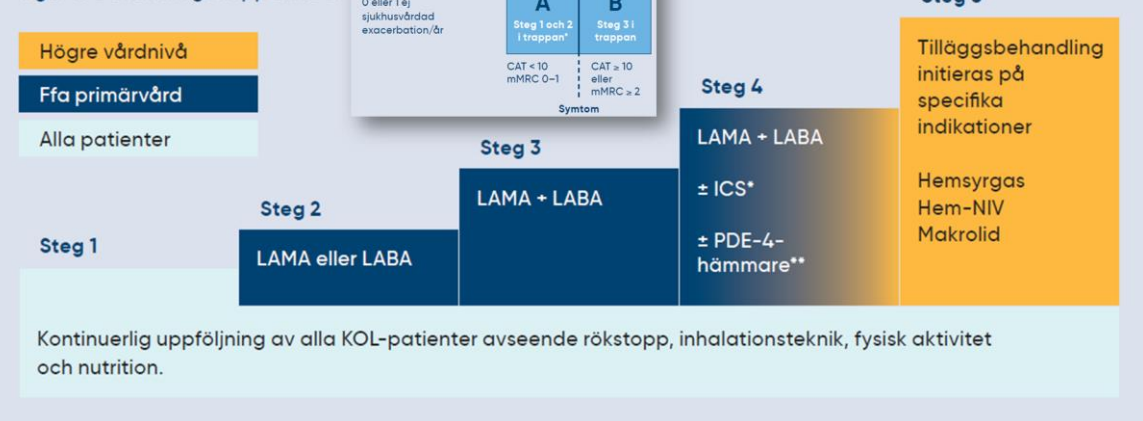 Högre vårdnivå
Ffa primärvård
Alla patienter
0 eller 1 ej
sjukhusvårdad
exacerbation/år
A
Steg 1 och 2
i trappan*
B
Steg 3 i
trappan
CAT < 10
mMRC 0–1
CAT ≥ 10
eller
mMRC ≥ 2
Symtom
Steg 1
Steg 2
LAMA eller LABA
Steg 3
LAMA + LABA
Steg 4
LAMA + LABA
± ICS*
± PDE-4-
hämmare**
Tilläggsbehandling
initieras på
specifika
indikationer
Hemsyrgas
Hem-NIV
Makrolid
Kontinuerlig uppföljning av alla KOL-patienter avseende rökstopp, inhalationsteknik, fysisk aktivitet
och nutrition.